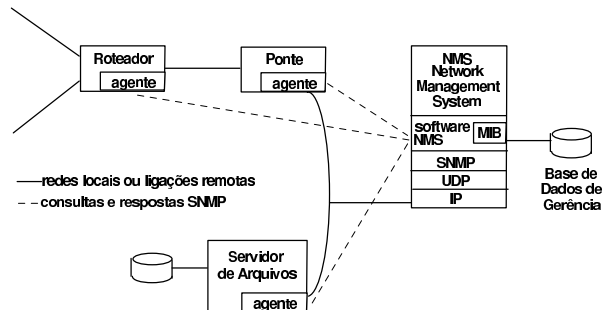 Roteador
agente
Ponte
agente
NMS
Network
Management
System
software
NMS
MIB
SNMP
UDP
IP
Base de
Dados de
Gerência
redes locais ou ligações remotas
consultas e respostas SNMP
Servidor
de Arquivos
agente